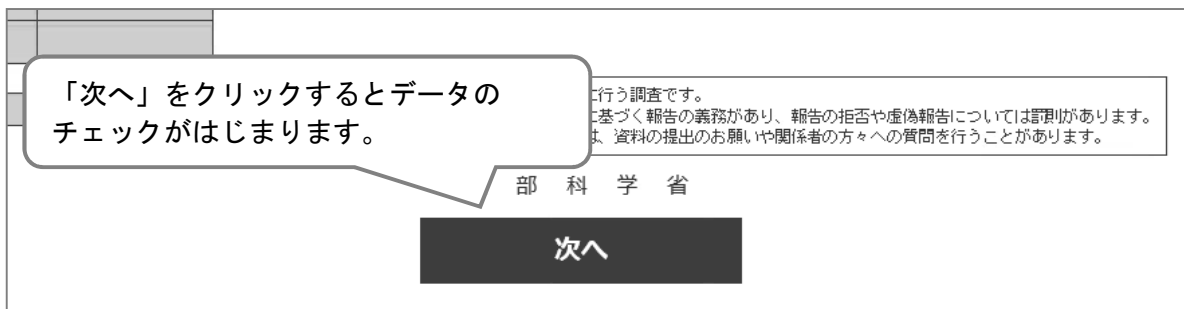 「次へ」をクリックするとデータの
チェックがはじまります。
に行う調査です。
に基づく報告の義務があり、報告の拒否や虚偽報告については罰則があります。
は、資料の提出のお願いや関係者の方々への質問を行うことがあります。
部 科 学 省
次へ